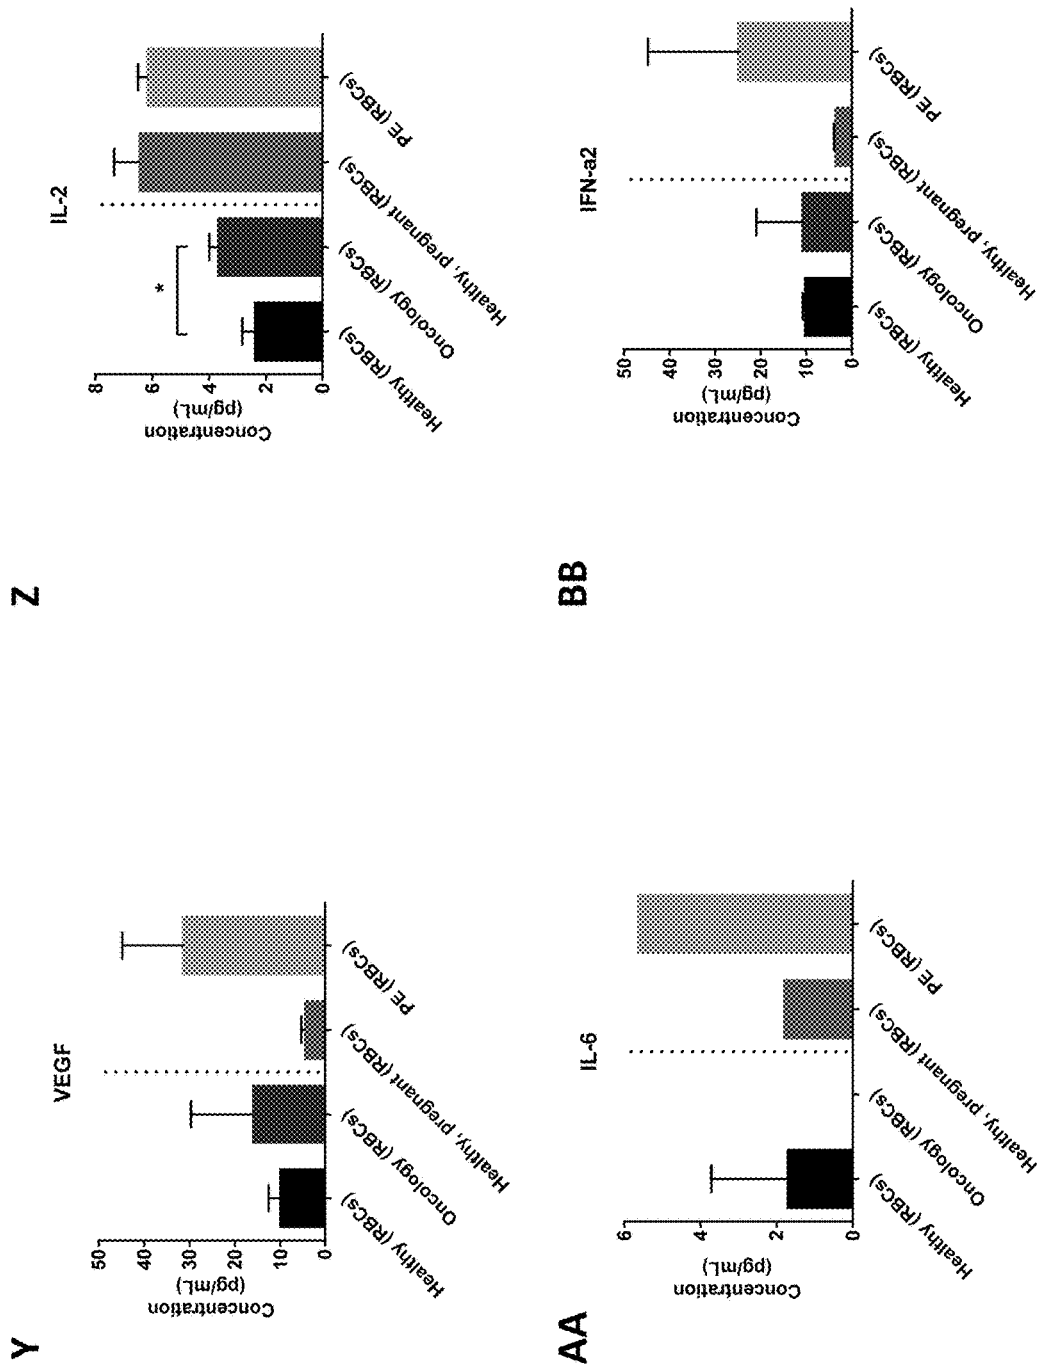 Y
VEGF
Concentration
(pg/mL)
50
40
30
20
10
0
Healthy (RBCs)
Oncology (RBCs)
Healthy, pregnant (RBCs)
PE (RBCs)
Z
IL-2
Concentration
(pg/mL)
8
6
4
2
0
*
Healthy (RBCs)
Oncology (RBCs)
Healthy, pregnant (RBCs)
PE (RBCs)
AA
IL-6
Concentration
(pg/mL)
6
4
2
0
Healthy (RBCs)
Oncology (RBCs)
Healthy, pregnant (RBCs)
PE (RBCs)
BB
IFN-a2
Concentration
(pg/mL)
50
40
30
20
10
0
Healthy (RBCs)
Oncology (RBCs)
Healthy, pregnant (RBCs)
PE (RBCs)